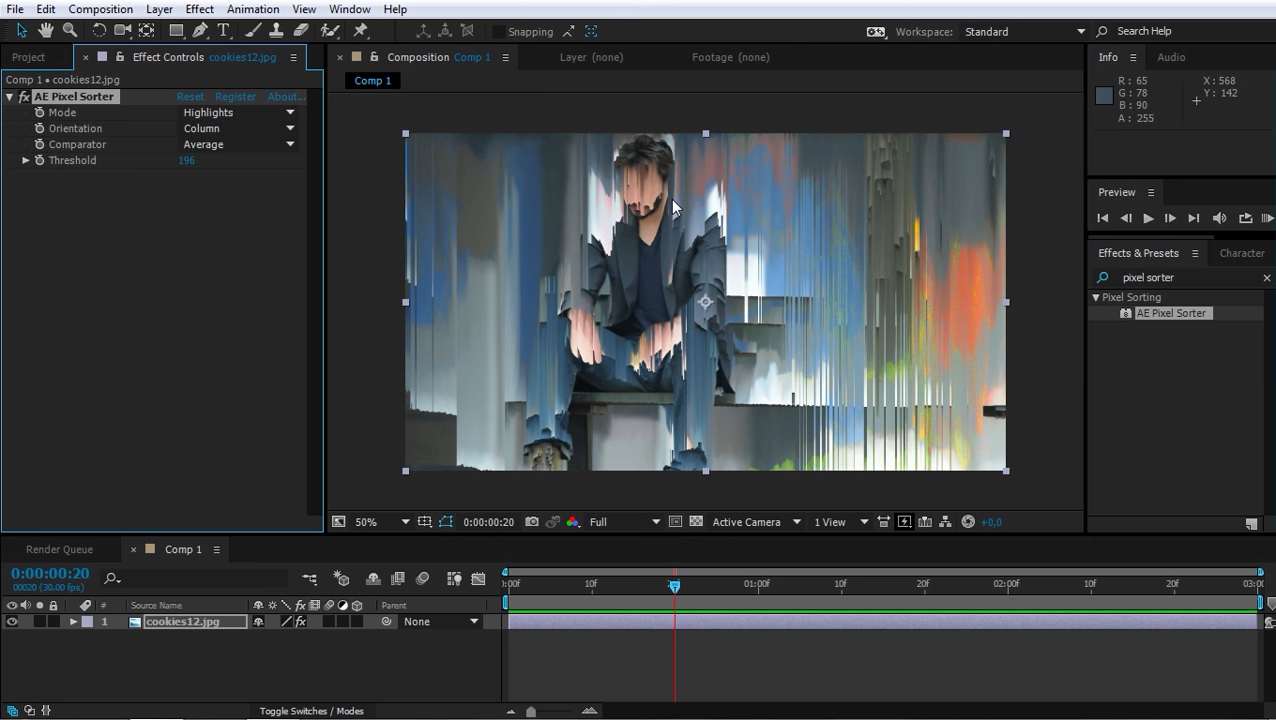 File Edit Composition Layer Effect Animation View Window Help
Snapping
Workspace: Standard
Search Help
Project
Effect Controls cookies12.jpg
Composition Comp 1
Layer (none)
Footage (none)
Info
Audio
Comp 1 • cookies12.jpg
Comp 1
R : 65
G : 78
B : 90
A : 255
X : 568
Y : 142
fx AE Pixel Sorter Reset Register About...
Mode Highlights
Orientation Column
Comparator Average
Threshold 196
Preview
Effects & Presets
Character
pixel sorter
Pixel Sorting
AE Pixel Sorter
50%
0:00:00:20
Full
Active Camera
1 View
+0,0
Render Queue
Comp 1
0:00:00:20
00020 (30.00 fps)
:00f 10f 01:00f 10f 20f 02:00f 10f 20f 03:00
# Source Name fx Parent
1 cookies12.jpg fx None
Toggle Switches / Modes